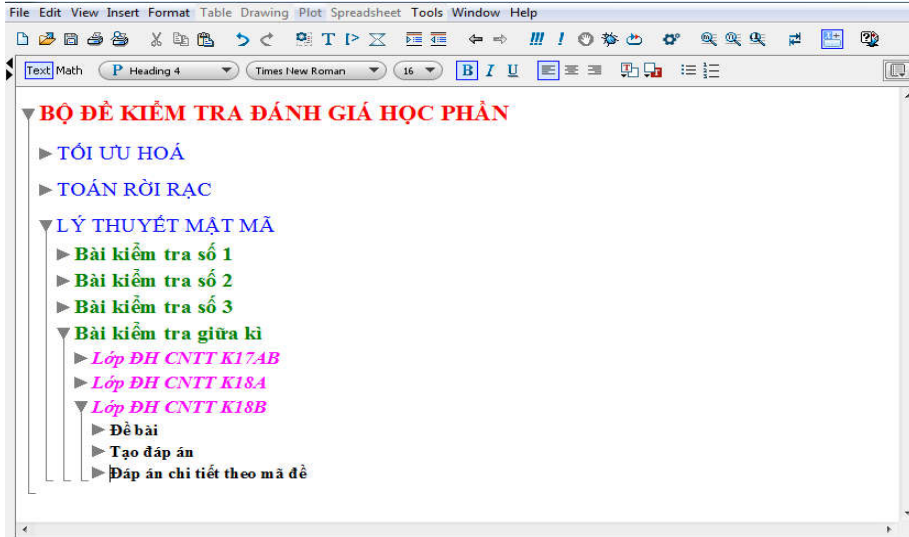 File Edit View Insert Format Table Drawing Plot Spreadsheet Tools Window Help
Text Math P Heading 4 Times New Roman 16 B I U
BỘ ĐỀ KIỂM TRA ĐÁNH GIÁ HỌC PHẦN
TỐI ƯU HOÁ
TOÁN RỜI RẠC
LÝ THUYẾT MẬT MÃ
Bài kiểm tra số 1
Bài kiểm tra số 2
Bài kiểm tra số 3
Bài kiểm tra giữa kì
Lớp ĐH CNTT K17AB
Lớp ĐH CNTT K18A
Lớp ĐH CNTT K18B
Đề bài
Tạo đáp án
Đáp án chi tiết theo mã đề